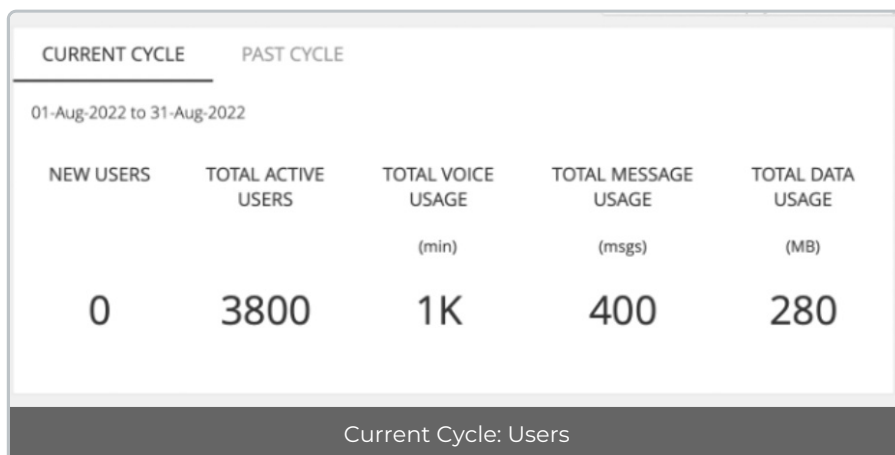 CURRENT CYCLE PAST CYCLE
01-Aug-2022 to 31-Aug-2022
NEW USERS TOTAL ACTIVE TOTAL VOICE TOTAL MESSAGE TOTAL DATA
USERS USAGE USAGE USAGE
(min) (msgs) (MB)
0 3800 1K 400 280
Current Cycle: Users